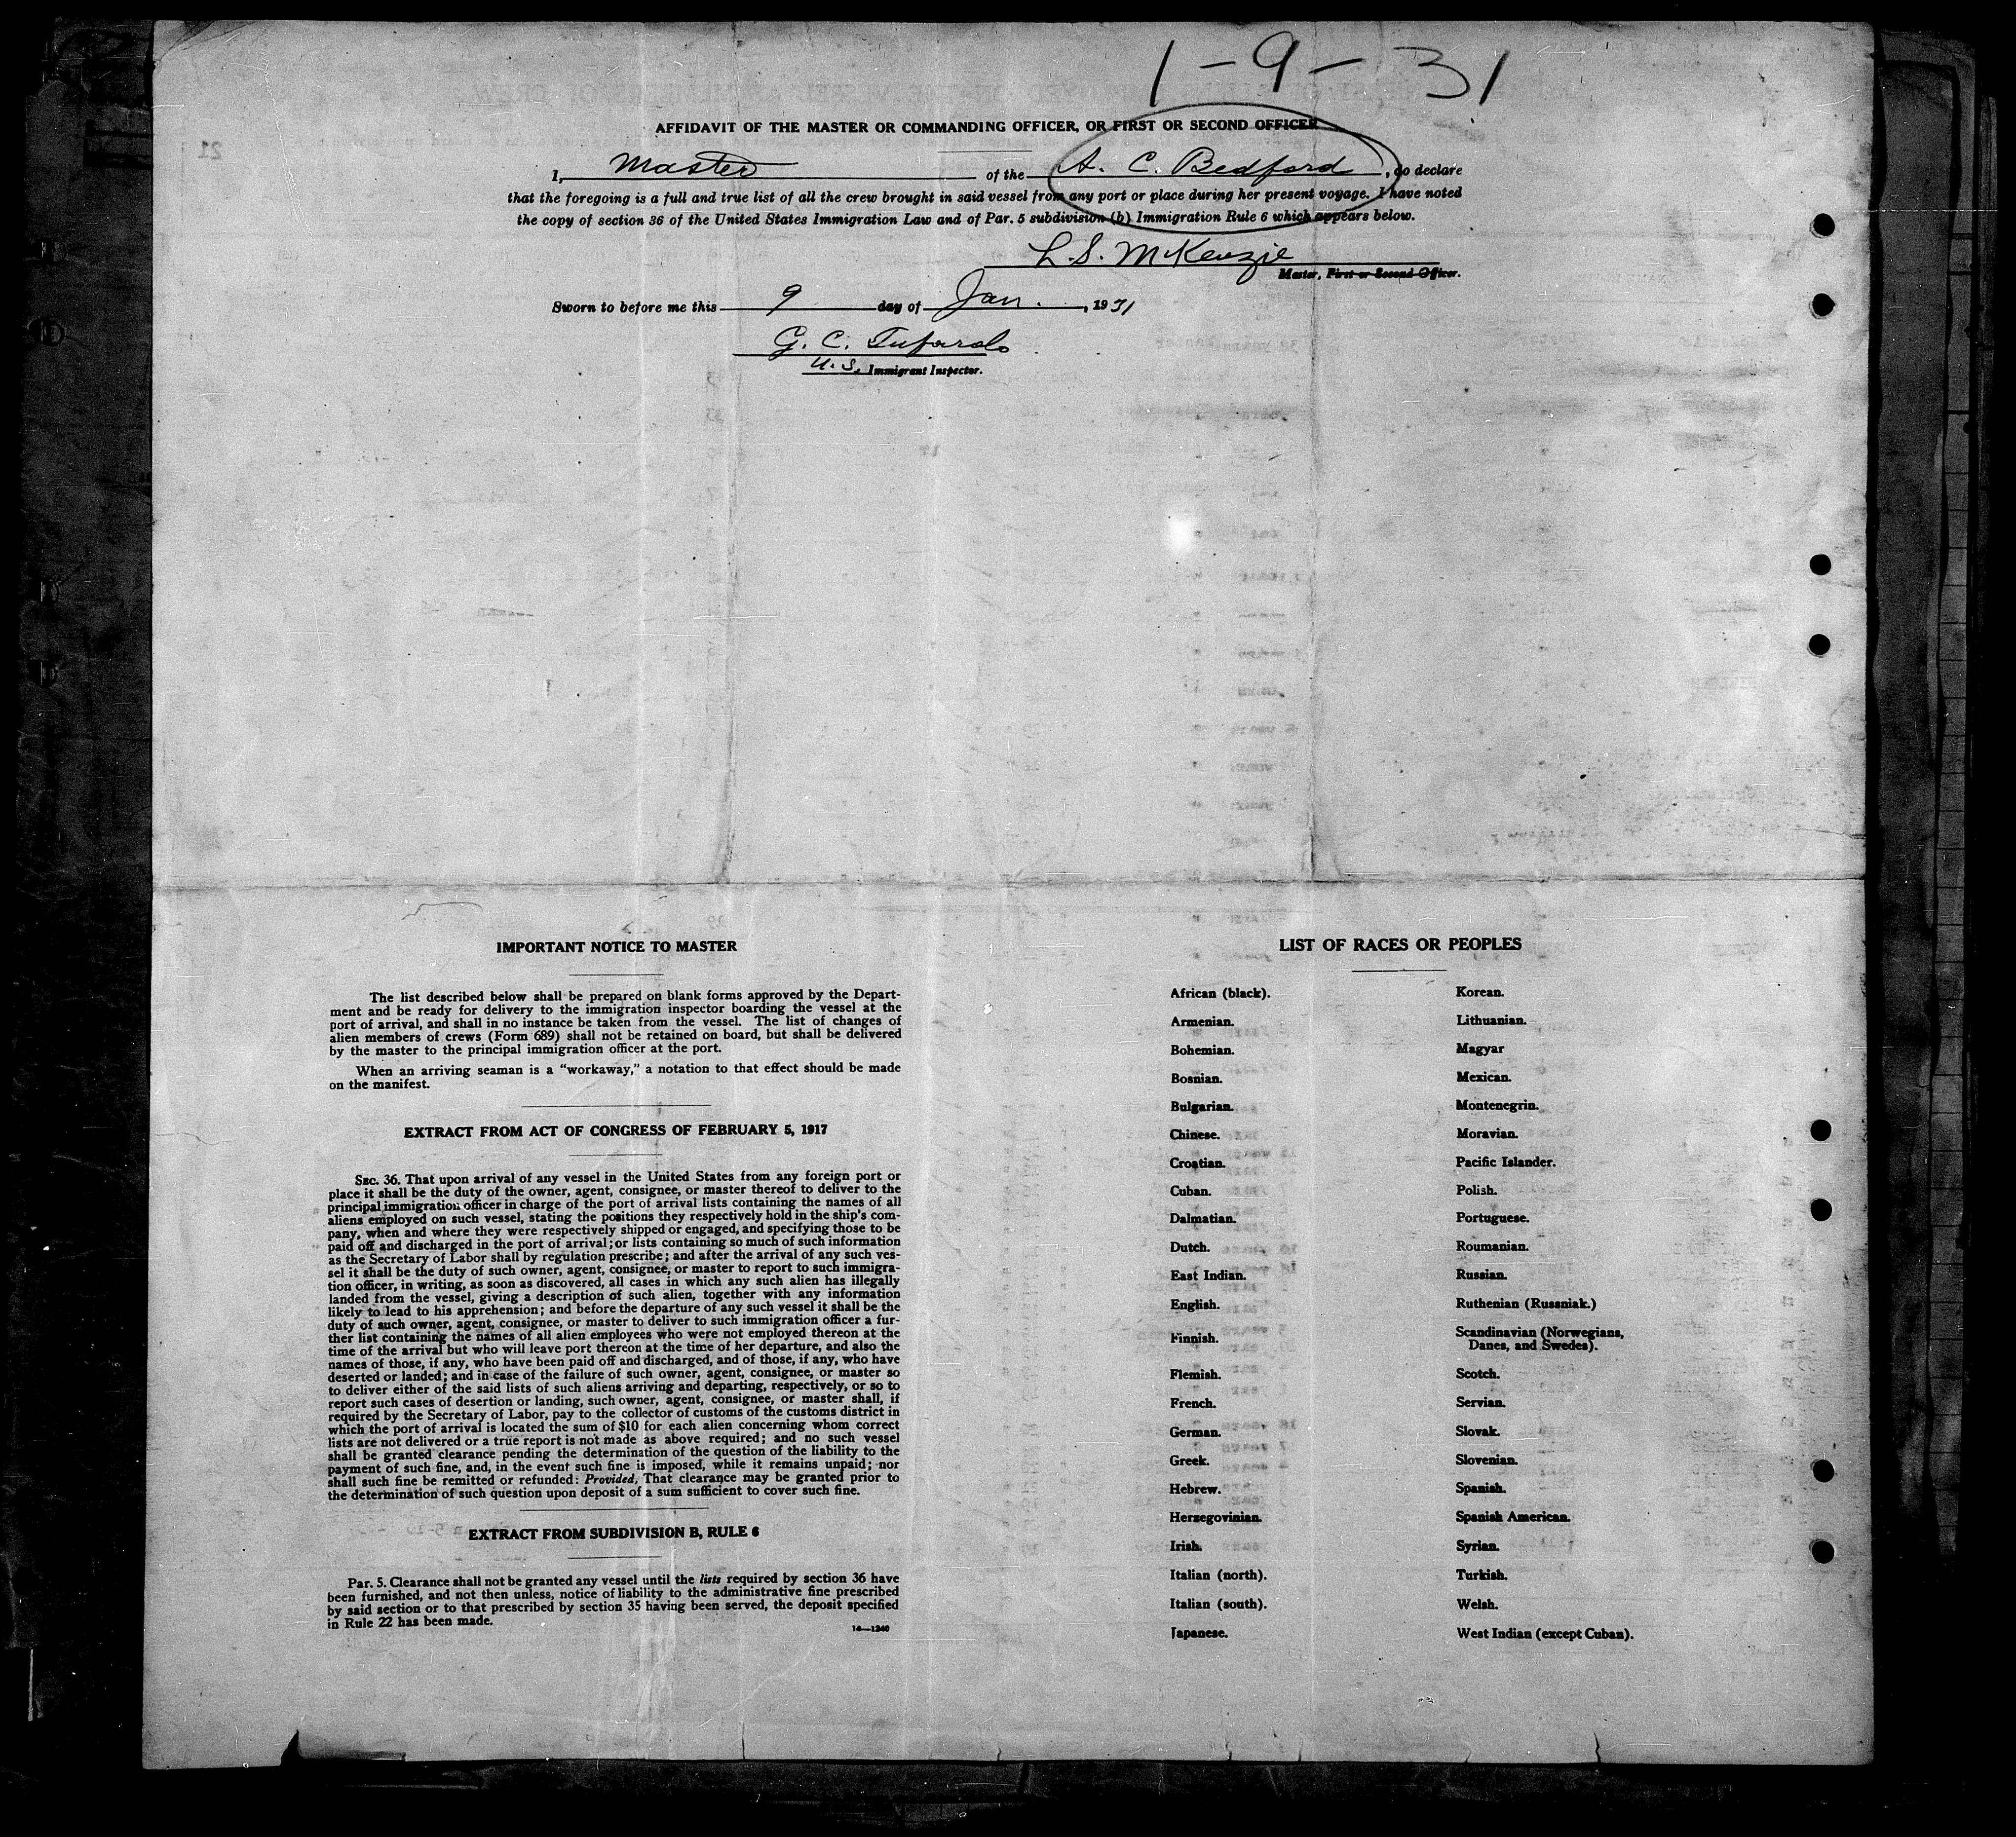 1-9-31
AFFIDAVIT OF THE MASTER OR COMMANDING OFFICER, OR FIRST OR SECOND OFFICER
I, Master of the A. C. Bedford, do declare
that the foregoing is a full and true list of all the crew brought in said vessel from any port or place during her present voyage. I have noted
the copy of section 36 of the United States Immigration Law and of Par. 5 subdivision (b) Immigration Rule 6 which appears below.
L.S. McKenzie
Master, First or Second Officer.
Sworn to before me this 9 day of Jan., 1931
G. C.
U.S. Immigrant Inspector.
IMPORTANT NOTICE TO MASTER
The list described below shall be prepared on blank forms approved by the Depart-
ment and be ready for delivery to the immigration inspector boarding the vessel at the
port of arrival, and shall in no instance be taken from the vessel. The list of changes of
alien members of crews (Form 689) shall not be retained on board, but shall be delivered
by the master to the principal immigration officer at the port.
When an arriving seaman is a “workaway,” a notation to that effect should be made
on the manifest.
EXTRACT FROM ACT OF CONGRESS OF FEBRUARY 5, 1917
SEC. 36. That upon arrival of any vessel in the United States from any foreign port or
place it shall be the duty of the owner, agent, consignee, or master thereof to deliver to the
principal immigration officer in charge of the port of arrival lists containing the names of all
aliens employed on such vessel, stating the positions they respectively hold in the ship's com-
pany, when and where they were respectively shipped or engaged, and specifying those to be
paid off and discharged in the port of arrival; or lists containing so much of such information
as the Secretary of Labor shall by regulation prescribe; and after the arrival of any such ves-
sel it shall be the duty of such owner, agent, consignee, or master to report to such immigra-
tion officer, in writing, as soon as discovered, all cases in which any such alien has illegally
landed from the vessel, giving a description of such alien, together with any information
likely to lead to his apprehension; and before the departure of any such vessel it shall be the
duty of such owner, agent, consignee, or master to deliver to such immigration officer a fur-
ther list containing the names of all alien employees who were not employed thereon at the
time of the arrival but who will leave port thereon at the time of her departure, and also the
names of those, if any, who have been paid off and discharged, and of those, if any, who have
deserted or landed; and in case of the failure of such owner, agent, consignee, or master so
to deliver either of the said lists of such aliens arriving and departing, respectively, or so to
report such cases of desertion or landing, such owner, agent, consignee, or master shall, if
required by the Secretary of Labor, pay to the collector of customs of the customs district in
which the port of arrival is located the sum of $10 for each alien concerning whom correct
lists are not delivered or a true report is not made as above required; and no such vessel
shall be granted clearance pending the determination of the question of the liability to the
payment of such fine, and, in the event such fine is imposed, while it remains unpaid; nor
shall such fine be remitted or refunded: Provided, That clearance may be granted prior to
the determination of such question upon deposit of a sum sufficient to cover such fine.
EXTRACT FROM SUBDIVISION B, RULE 6
Par. 5. Clearance shall not be granted any vessel until the lists required by section 36 have
been furnished, and not then unless, notice of liability to the administrative fine prescribed
by said section or to that prescribed by section 35 having been served, the deposit specified
in Rule 22 has been made.
14—1240
LIST OF RACES OR PEOPLES
African (black).
Armenian.
Bohemian.
Bosnian.
Bulgarian.
Chinese.
Croatian.
Cuban.
Dalmatian.
Dutch.
East Indian.
English.
Finnish.
Flemish.
French.
German.
Greek.
Hebrew.
Herzegovinian.
Irish.
Italian (north).
Italian (south).
Japanese.
Korean.
Lithuanian.
Magyar
Mexican.
Montenegrin.
Moravian.
Pacific Islander.
Polish.
Portuguese.
Roumanian.
Russian.
Ruthenian (Russniak.)
Scandinavian (Norwegians,
Danes, and Swedes).
Scotch.
Servian.
Slovak.
Slovenian.
Spanish.
Spanish American.
Syrian.
Turkish.
Welsh.
West Indian (except Cuban).